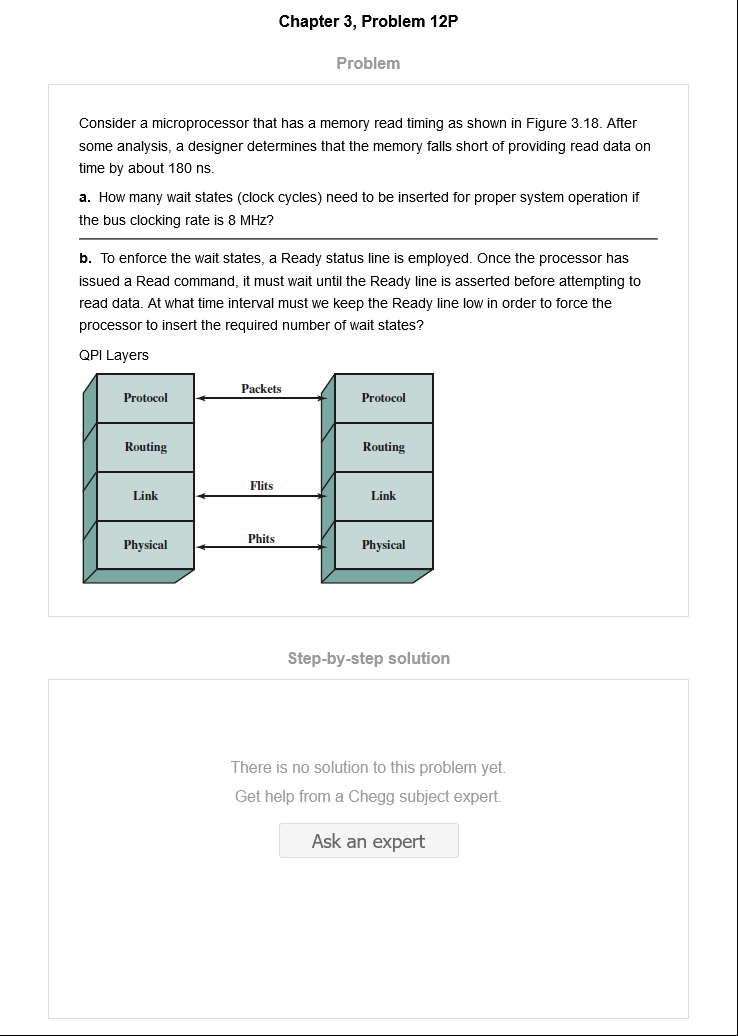 Chapter 3, Problem 12P
Problem
Consider a microprocessor that has a memory read timing as shown in Figure 3.18. After
some analysis, a designer determines that the memory falls short of providing read data on
time by about 180 ns.
a. How many wait states (clock cycles) need to be inserted for proper system operation if
the bus clocking rate is 8 MHz?
b. To enforce the wait states, a Ready status line is employed. Once the processor has
issued a Read command, it must wait until the Ready line is asserted before attempting to
read data. At what time interval must we keep the Ready line low in order to force the
processor to insert the required number of wait states?
QPI Layers
Protocol
Packets
Protocol
Routing
Routing
Link
Flits
Link
Physical
Phits
Physical
Step-by-step solution
There is no solution to this problem yet.
Get help from a Chegg subject expert.
Ask an expert